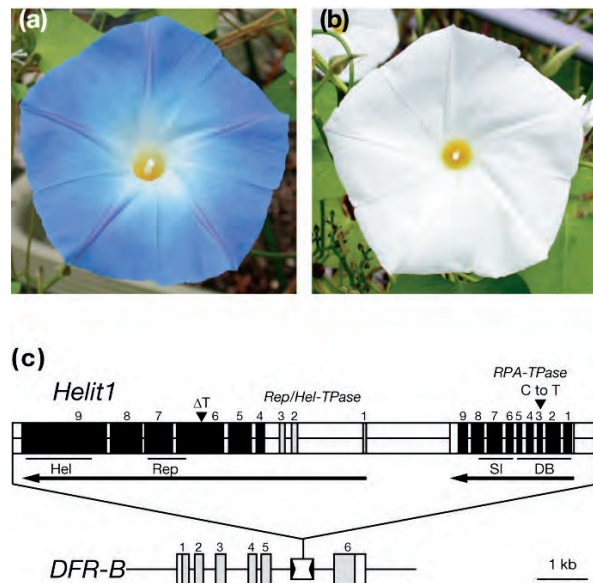 (a)
(b)
(c)
Helit1
Rep/Hel-TPase
RPA-TPase
C to T
ΔT
9 8 7 6 5 4 3 2 1
9 8 7 6 5 4 3 2 1
Hel Rep SI DB
DFR-B
1 2 3 4 5 6
1 kb